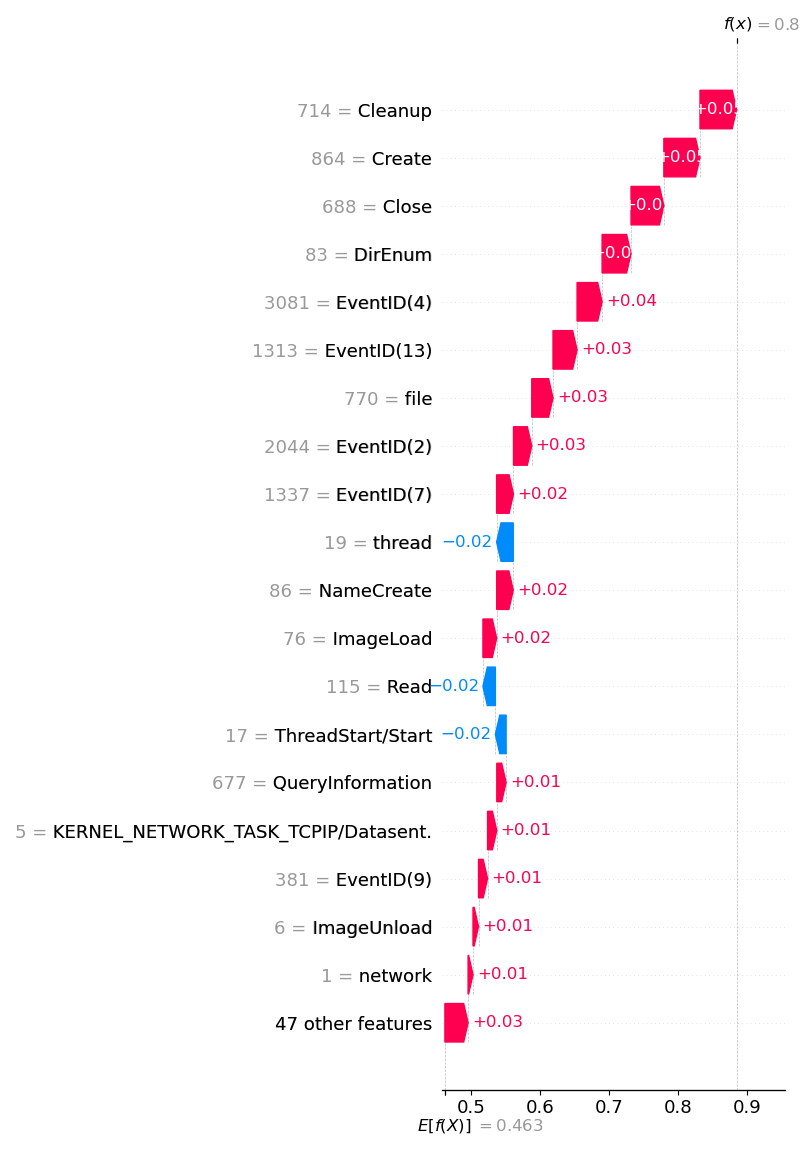 f(x) = 0.8
714 = Cleanup
864 = Create
688 = Close
83 = DirEnum
3081 = EventID(4) +0.04
1313 = EventID(13) +0.03
770 = file +0.03
2044 = EventID(2) +0.03
1337 = EventID(7) +0.02
19 = thread −0.02
86 = NameCreate +0.02
76 = ImageLoad +0.02
115 = Read −0.02
17 = ThreadStart/Start −0.02
677 = QueryInformation +0.01
5 = KERNEL_NETWORK_TASK_TCPIP/Datasent. +0.01
381 = EventID(9) +0.01
6 = ImageUnload +0.01
1 = network +0.01
47 other features +0.03
0.5 0.6 0.7 0.8 0.9
E[f(X)] = 0.463